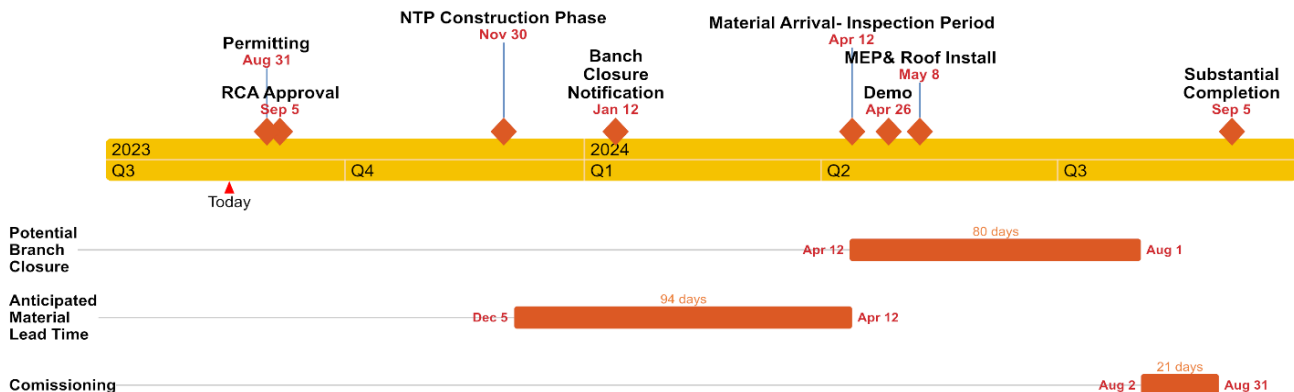 NTP Construction Phase
Nov 30
Material Arrival- Inspection Period
Apr 12
Permitting
Aug 31
Banch
Closure
Notification
Jan 12
MEP& Roof Install
May 8
Substantial
Completion
Sep 5
RCA Approval
Sep 5
Demo
Apr 26
2023
2024
Q3
Q4
Q1
Q2
Q3
Today
Potential
Branch
Closure
Apr 12
80 days
Aug 1
Anticipated
Material
Lead Time
Dec 5
94 days
Apr 12
Comissioning
Aug 2
21 days
Aug 31